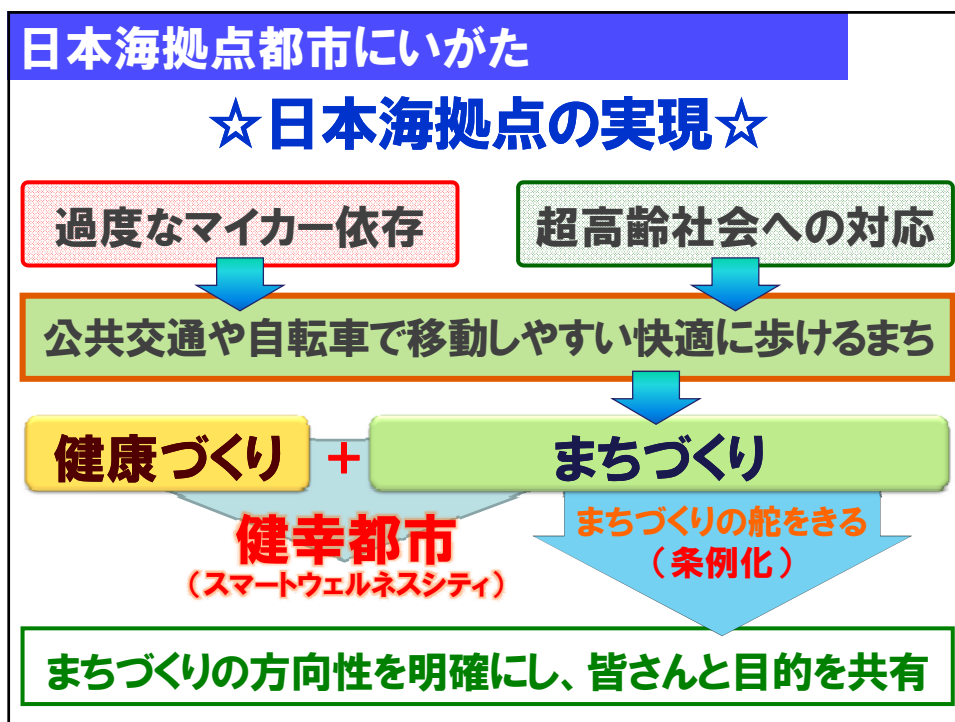 日本海拠点都市にいがた
☆日本海拠点の実現☆
過度なマイカー依存
超高齢社会への対応
公共交通や自転車で移動しやすい快適に歩けるまち
健康づくり
+
まちづくり
健幸都市
(スマートウェルネスシティ)
まちづくりの舵をきる
(条例化)
まちづくりの方向性を明確にし、皆さんと目的を共有